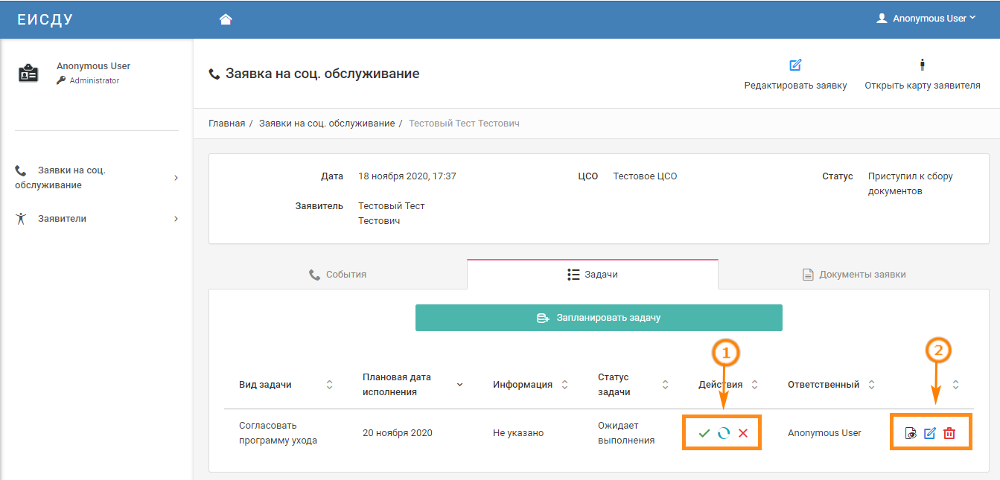 ЕИСДУ
Anonymous User
Anonymous User
Administrator
Заявки на соц.
обслуживание
Заявители
Заявка на соц. обслуживание
Редактировать заявку
Открыть карту заявителя
Главная / Заявки на соц. обслуживание / Тестовый Тест Тестович
Дата 18 ноября 2020, 17:37
ЦСО Тестовое ЦСО
Статус Приступил к сбору
документов
Заявитель Тестовый Тест
Тестович
События
Задачи
Документы заявки
Запланировать задачу
1
2
Вид задачи
Плановая дата
исполнения
Информация
Статус
задачи
Действия
Ответственный
Согласовать
программу ухода
20 ноября 2020
Не указано
Ожидает
выполнения
Anonymous User